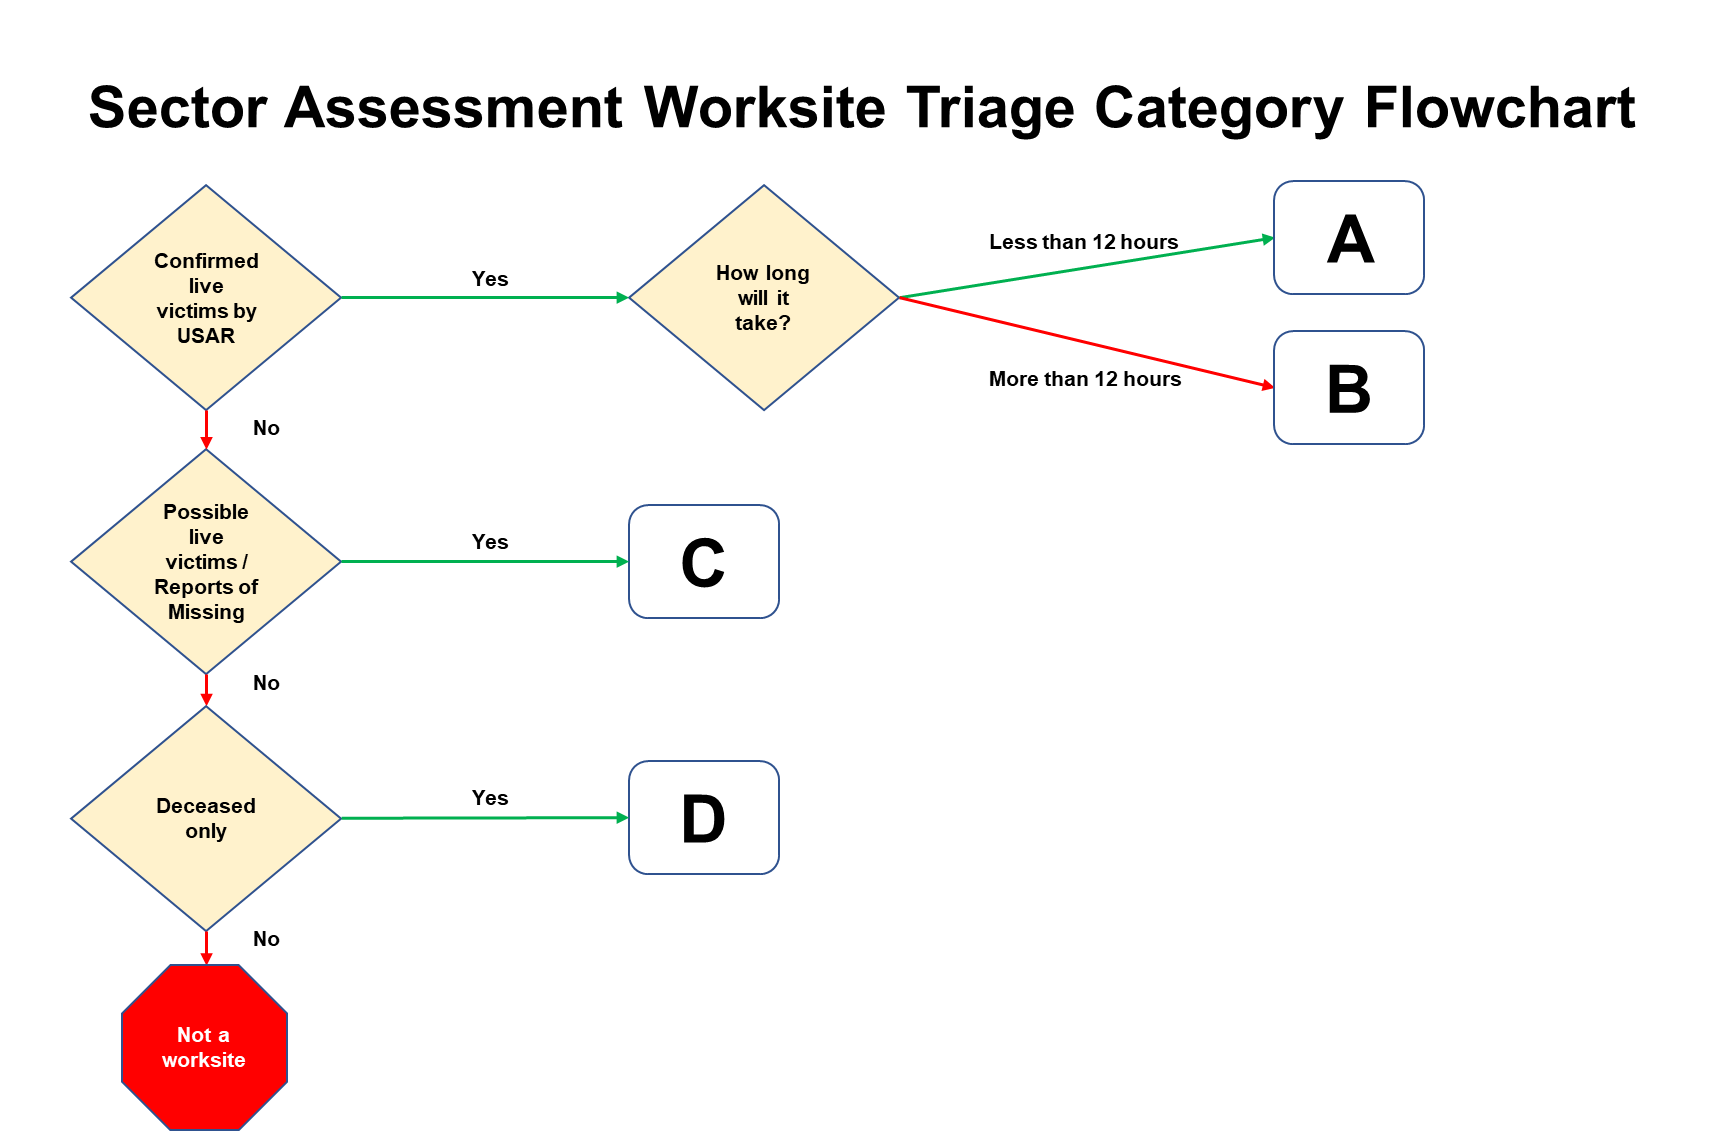 Sector Assessment Worksite Triage Category Flowchart
Confirmed
live
victims by
USAR
Yes
How long
will it
take?
Less than 12 hours
A
More than 12 hours
B
No
Possible
live
victims /
Reports of
Missing
Yes
C
No
Deceased
only
Yes
D
No
Not a
worksite